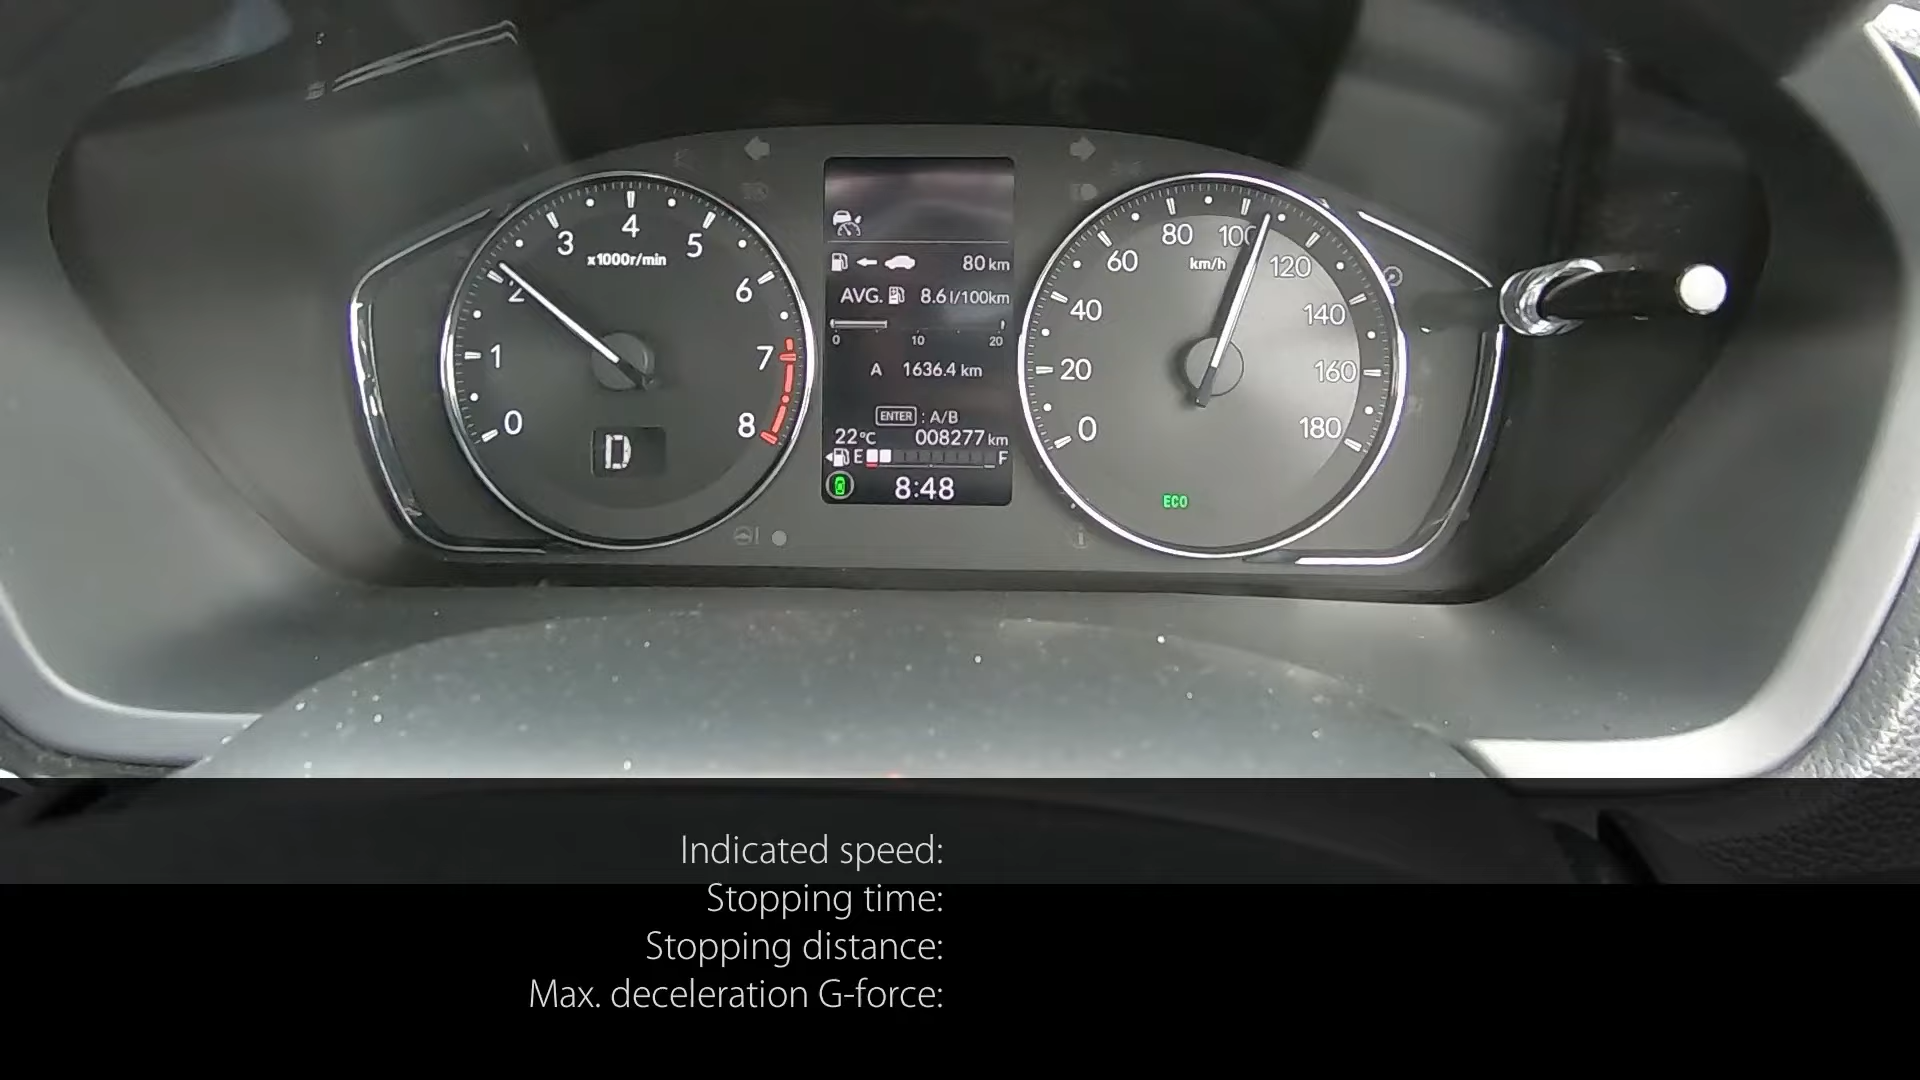 4
3
5
x1000r/min
2
6
1
7
0
8
D
80 km
AVG. 8.6 l/100km
0 10 20
A 1636.4 km
ENTER : A/B
22°C 008277 km
E F
8:48
80
100
60
km/h
120
40
140
20
160
0
180
ECO
Indicated speed:
Stopping time:
Stopping distance:
Max. deceleration G-force: